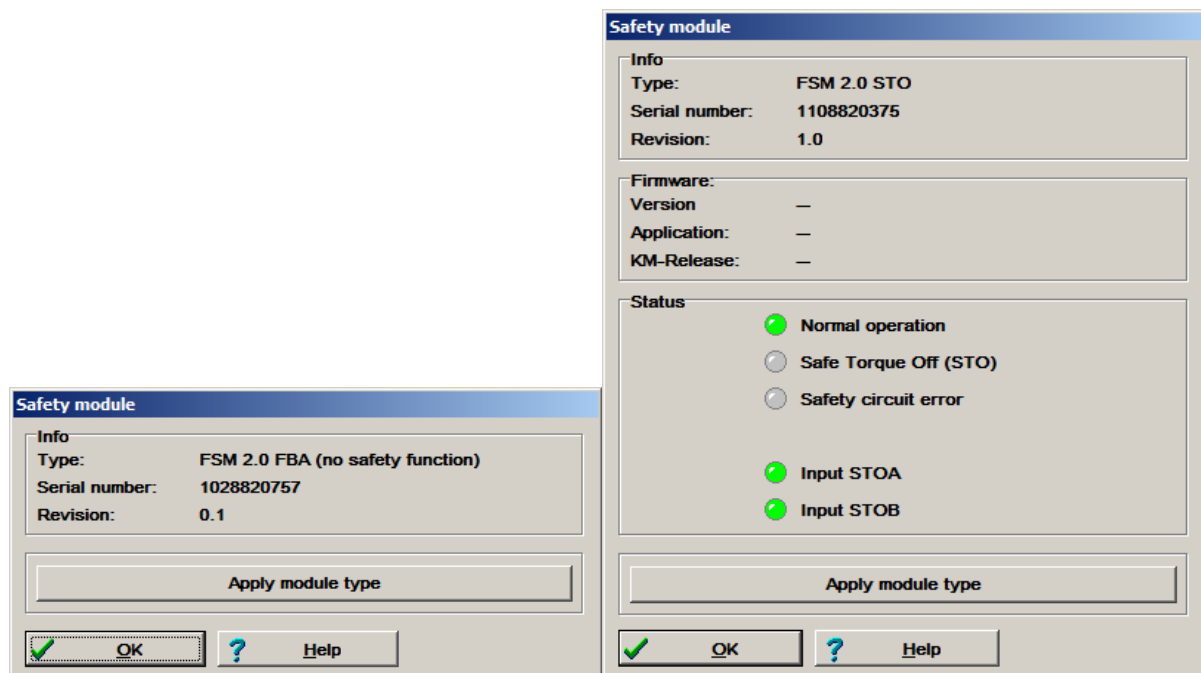 Safety module
Info
Type: FSM 2.0 FBA (no safety function)
Serial number: 1028820757
Revision: 0.1
Apply module type
OK
Help
Safety module
Info
Type: FSM 2.0 STO
Serial number: 1108820375
Revision: 1.0
Firmware:
Version —
Application: —
KM-Release: —
Status
Normal operation
Safe Torque Off (STO)
Safety circuit error
Input STOA
Input STOB
Apply module type
OK
Help